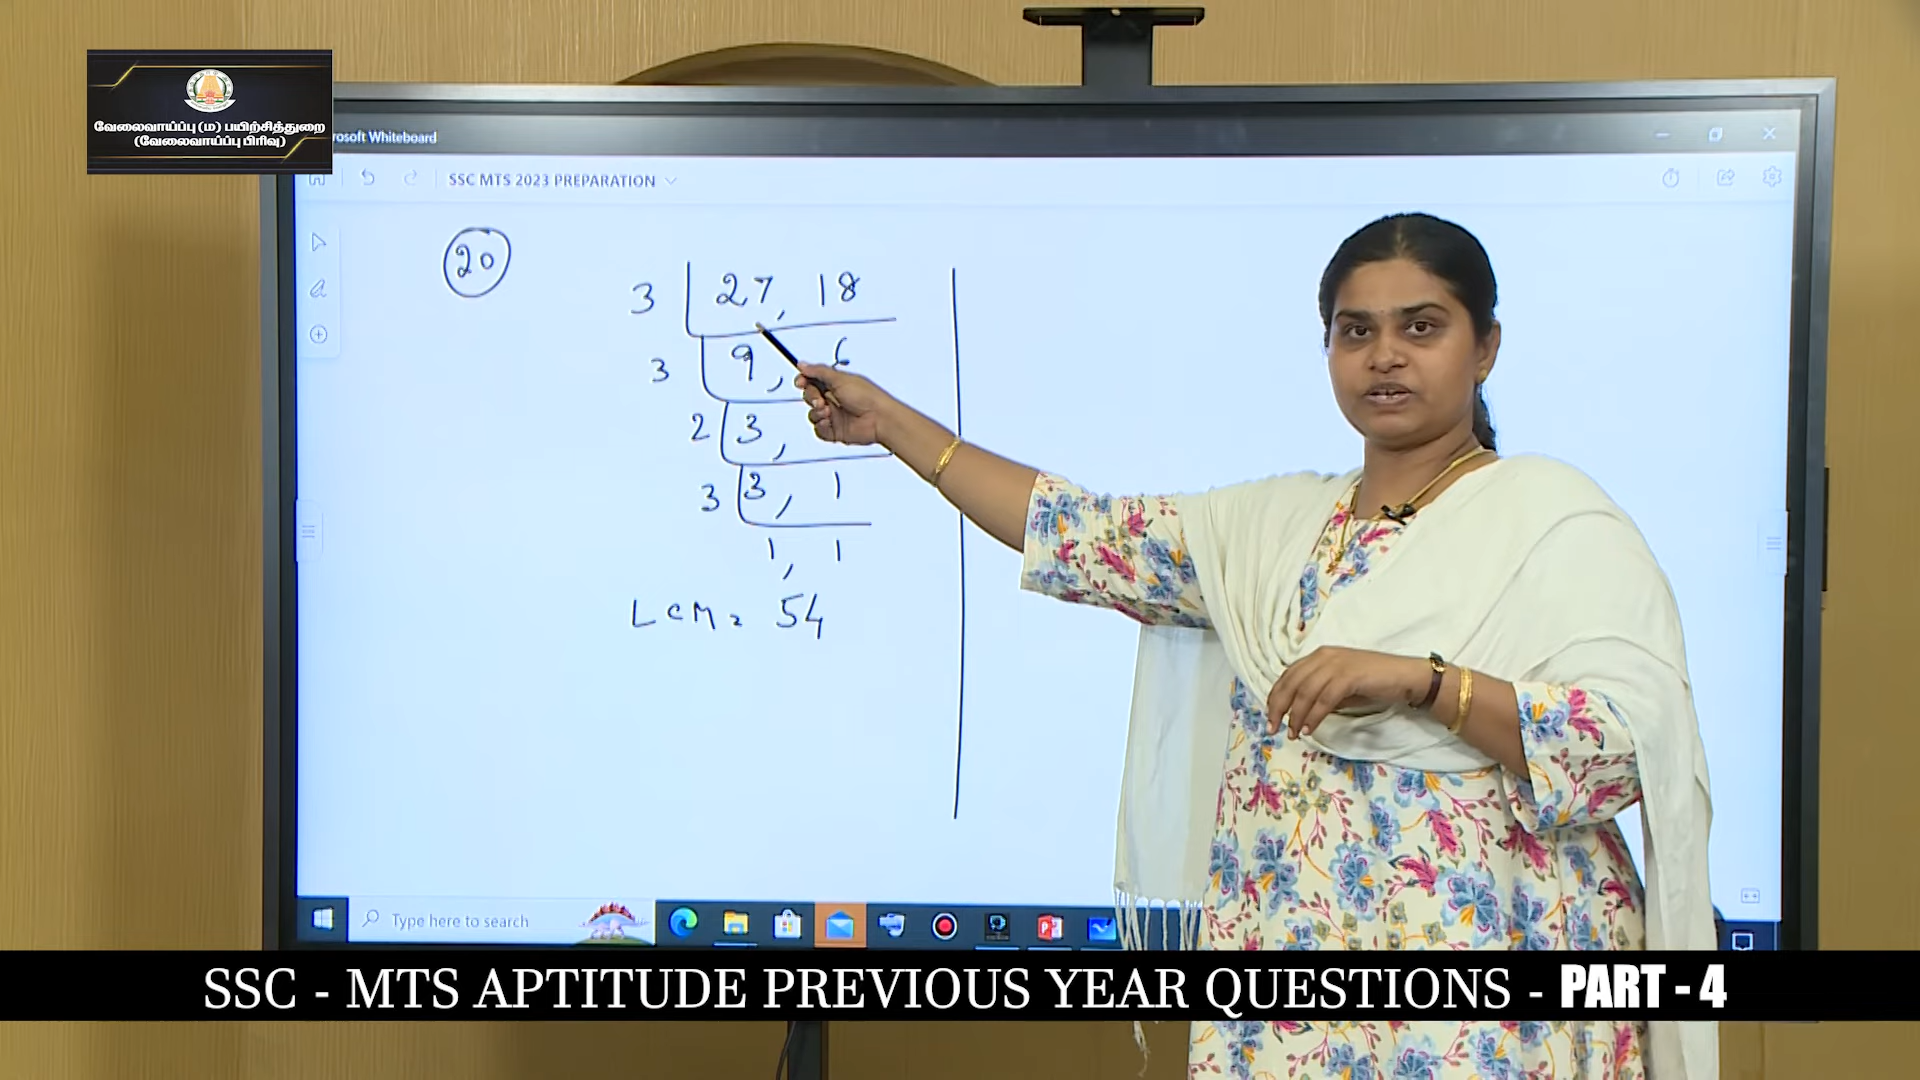 வேலைவாய்ப்பு (ம) பயிற்சித்துறை
(வேலைவாய்ப்பு பிரிவு)
rosoft Whiteboard
SSC MTS 2023 PREPARATION
20
3 27, 18
3 9, 6
2 3,
3 3, 1
1, 1
LCM = 54
Type here to search
SSC - MTS APTITUDE PREVIOUS YEAR QUESTIONS - PART - 4